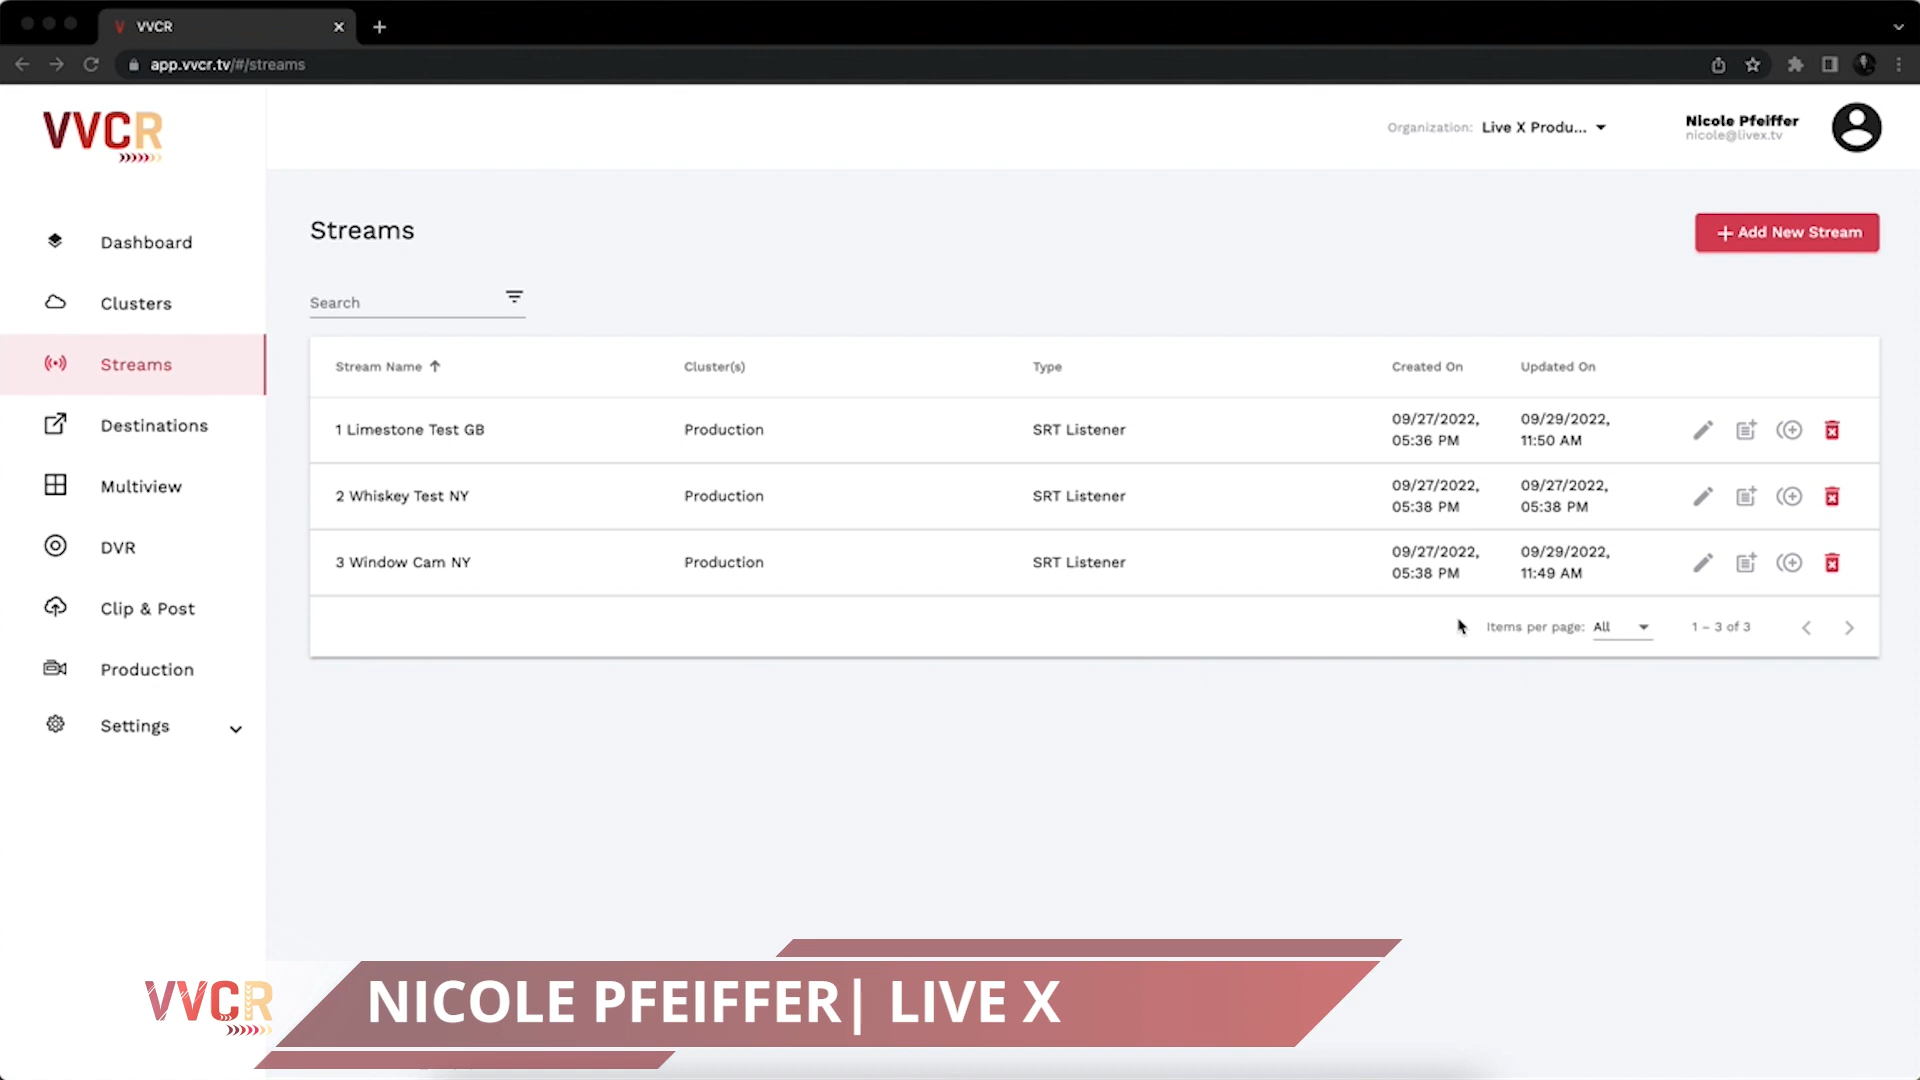 VVCR
app.vvcr.tv/#/streams
VVCR
Organization: Live X Produ...
Nicole Pfeiffer
nicole@livex.tv
Dashboard
Clusters
Streams
Destinations
Multiview
DVR
Clip & Post
Production
Settings
Streams
+ Add New Stream
Search
Stream Name Cluster(s) Type Created On Updated On
1 Limestone Test GB Production SRT Listener 09/27/2022, 05:36 PM 09/29/2022, 11:50 AM
2 Whiskey Test NY Production SRT Listener 09/27/2022, 05:38 PM 09/27/2022, 05:38 PM
3 Window Cam NY Production SRT Listener 09/27/2022, 05:38 PM 09/29/2022, 11:49 AM
Items per page: All 1 – 3 of 3
VVCR
NICOLE PFEIFFER| LIVE X